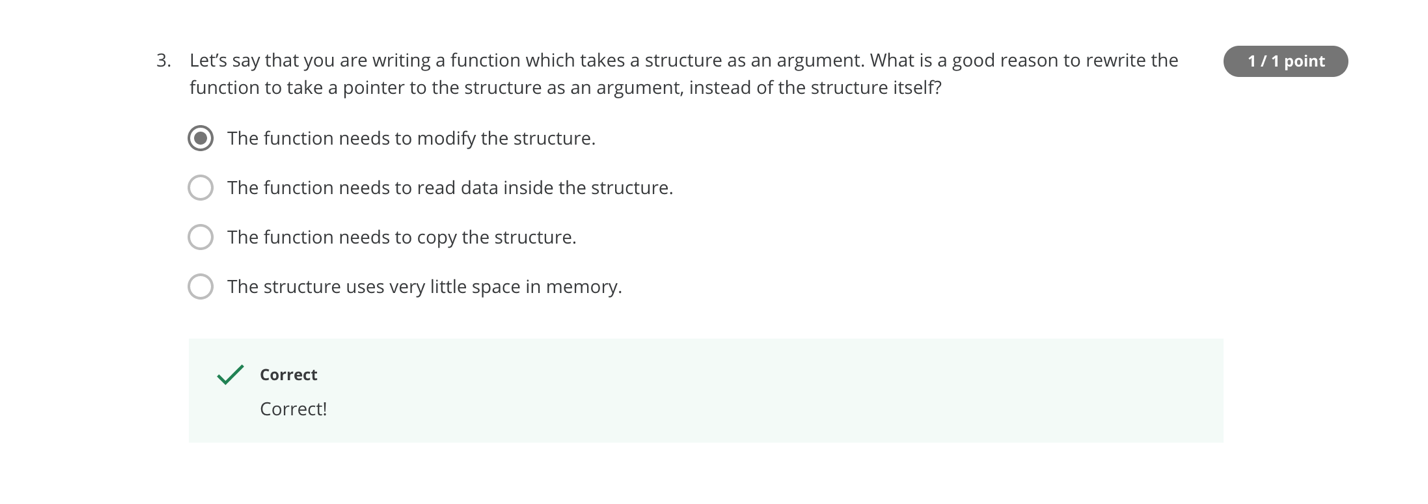 3. Let’s say that you are writing a function which takes a structure as an argument. What is a good reason to rewrite the
function to take a pointer to the structure as an argument, instead of the structure itself?
1 / 1 point
The function needs to modify the structure.
The function needs to read data inside the structure.
The function needs to copy the structure.
The structure uses very little space in memory.
Correct
Correct!